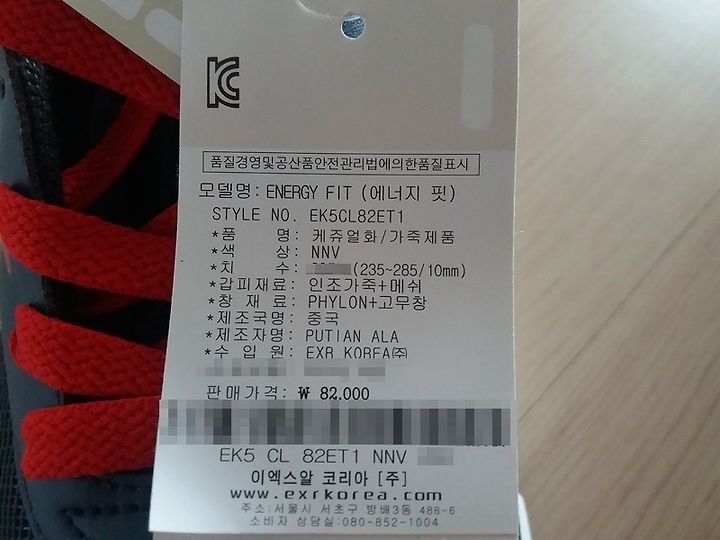 품질경영및공산품안전관리법에의한품질표시
모델명: ENERGY FIT (에너지 핏)
STYLE NO. EK5CL82ET1
*품 명: 케쥬얼화/가죽제품
*색 상: NNV
*치 수: (235~285/10mm)
*갑피재료: 인조가죽+메쉬
*창 재료: PHYLON+고무창
*제조국명: 중국
*제조자명: PUTIAN ALA
*수 입 원: EXR KOREA㈜
판매가격: ₩ 82.000
EK5 CL 82ET1 NNV
이엑스알 코리아 [주]
www.exrkorea.com
주소:서울시 서초구 방배3동 488-6
소비자 상담실:080-852-1004